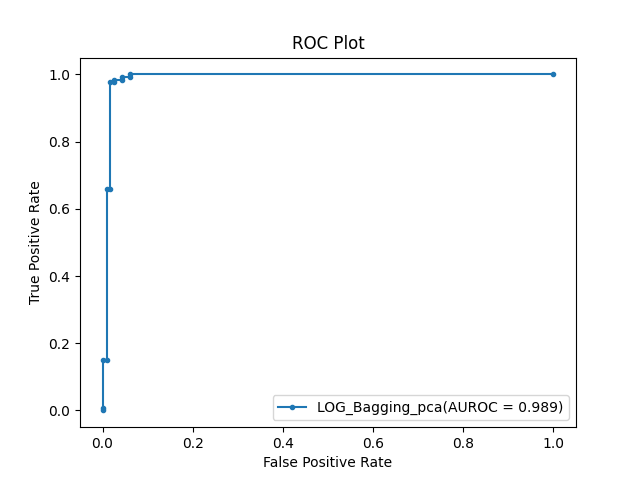 ROC Plot
1.0
0.8
0.6
0.4
0.2
0.0
True Positive Rate
LOG_Bagging_pca(AUROC = 0.989)
0.0 0.2 0.4 0.6 0.8 1.0
False Positive Rate